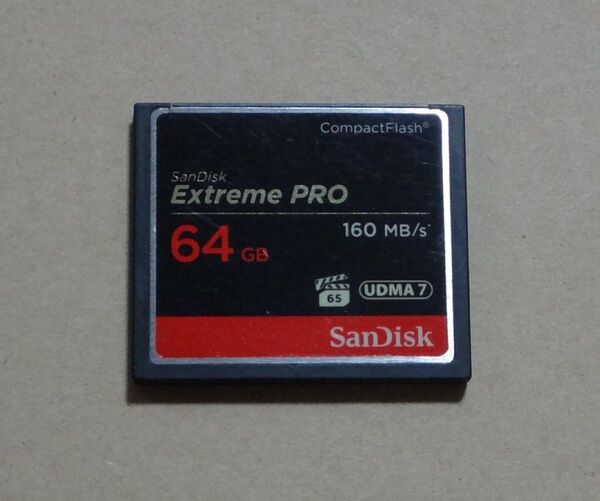 CompactFlash®
SanDisk
Extreme PRO
64 GB
160 MB/s*
65
UDMA 7
SanDisk